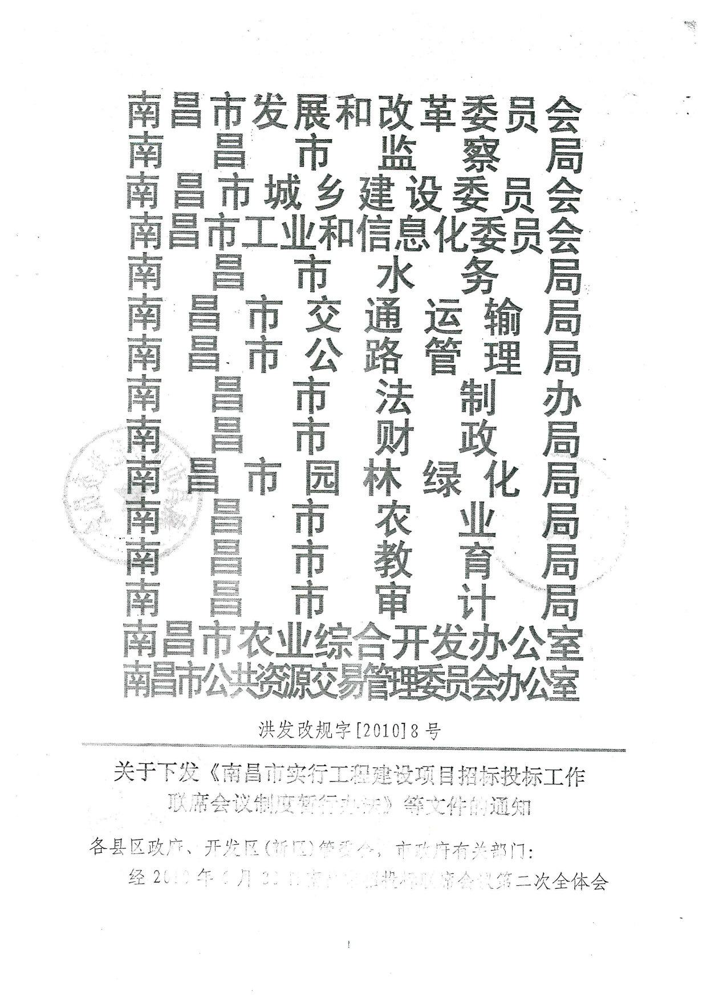 南昌市发展和改革委员会
南昌市监察局
南昌市城乡建设委员会
南昌市工业和信息化委员会
南昌市水务局
南昌市交通运输局
南昌市公路管理局
南昌市法制办
南昌市财政局
南昌市园林绿化局
南昌市农业局
南昌市教育局
南昌市审计局
南昌市农业综合开发办公室
南昌市公共资源交易管理委员会办公室
洪发改规字[2010]8号
关于下发《南昌市实行工程建设项目招标投标工作
联席会议制度暂行办法》等文件的通知
各县区政府、开发区(新区)管委会，市政府有关部门：
经2010年6月 日南 投标联席会议第二次全体会
1